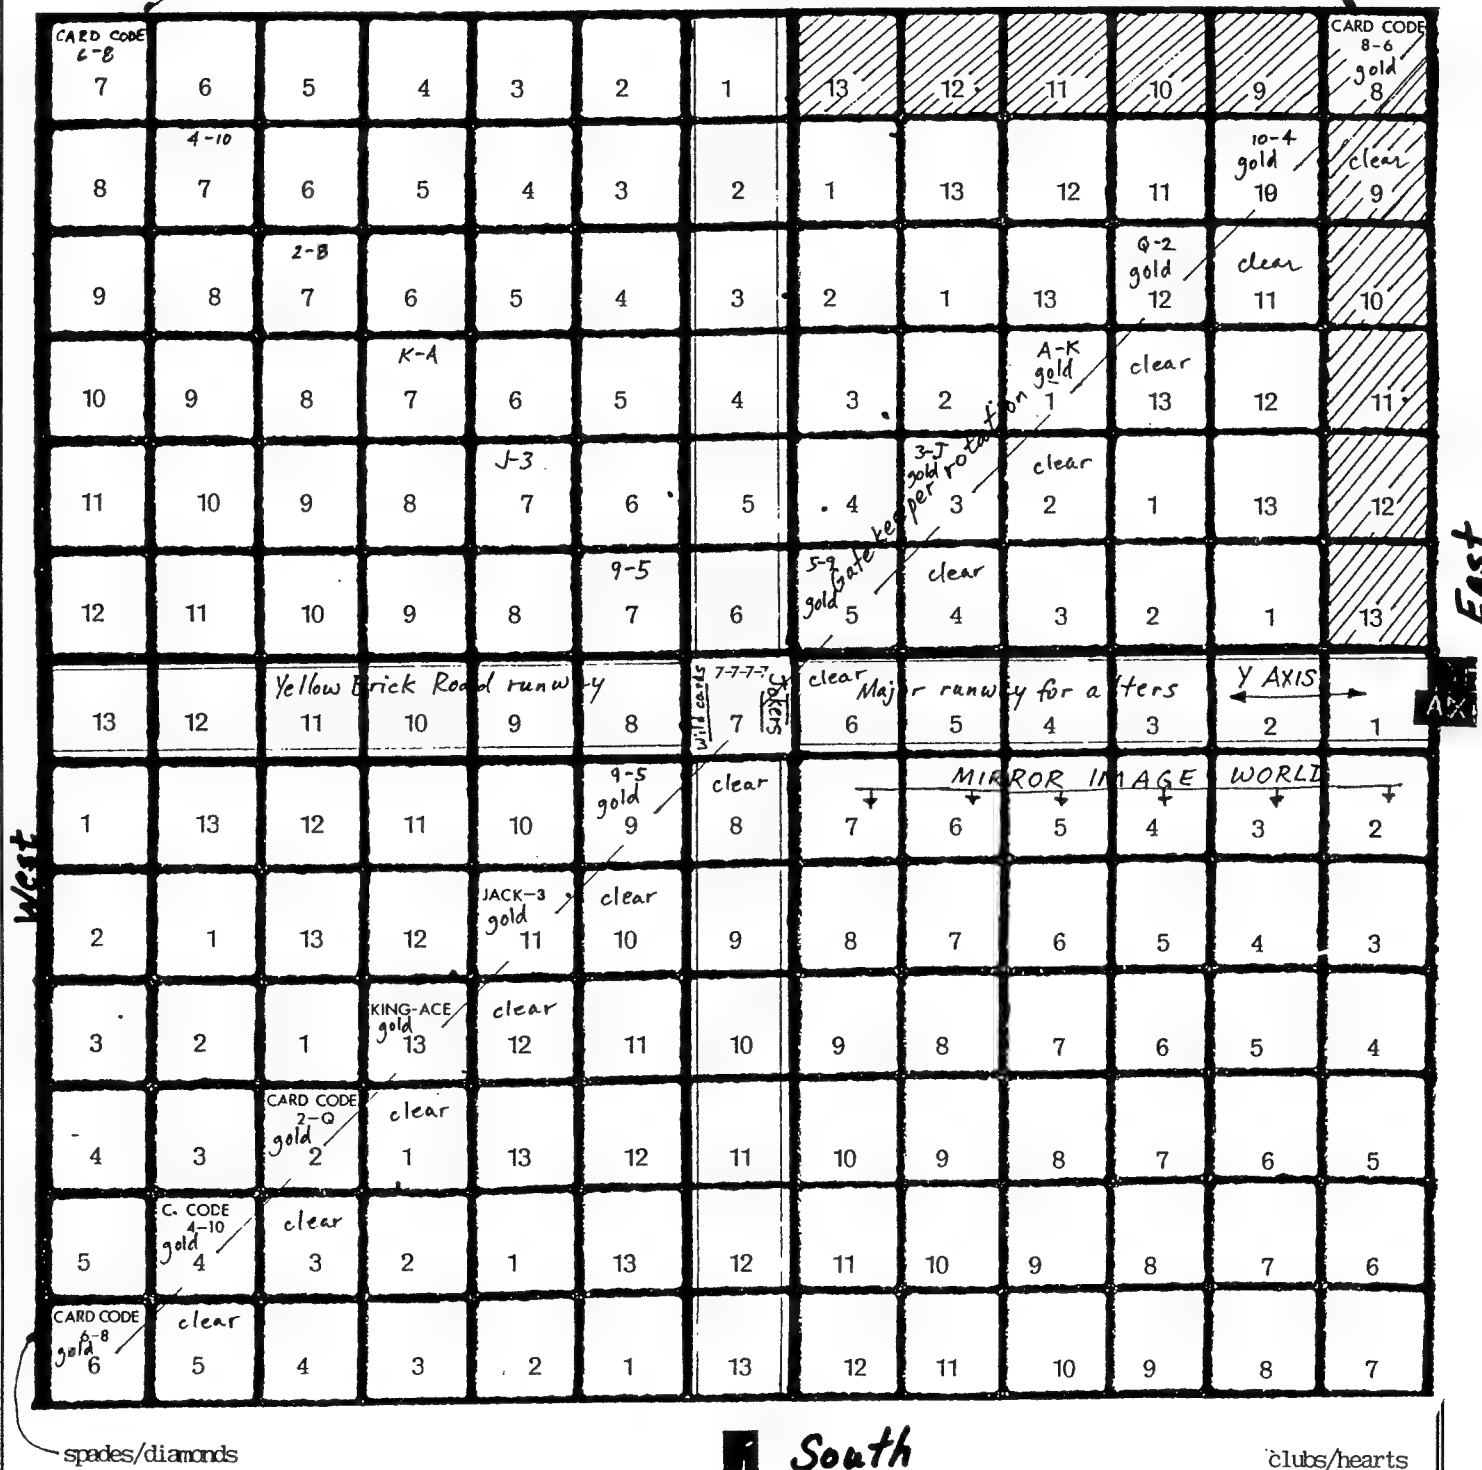 CARD CODE CARD CODE
6-8 8-6
gold
7 6 5 4 3 2 1 13 12 11 10 9 8
4-10 10-4
gold clear
8 7 6 5 4 3 2 1 13 12 11 10 9
2-8 Q-2
gold clear
9 8 7 6 5 4 3 2 1 13 12 11 10
K-A A-K
gold clear
10 9 8 7 6 5 4 3 2 1 13 12 11
J-3 3-J
gold clear
11 10 9 8 7 6 5 4 3 2 1 13 12
Gate keeper rotation
9-5 5-9
gold clear
12 11 10 9 8 7 6 5 4 3 2 1 13
East
Yellow Brick Road runway
Wild cards 7-7-7-7 Jokers
clear Major runway for alters Y AXIS
13 12 11 10 9 8 7 6 5 4 3 2 1
AXI
9-5
gold clear
MIRROR IMAGE WORLD
1 13 12 11 10 9 8 7 6 5 4 3 2
West
JACK-3
gold clear
2 1 13 12 11 10 9 8 7 6 5 4 3
KING-ACE
gold clear
3 2 1 13 12 11 10 9 8 7 6 5 4
CARD CODE
2-Q
gold clear
4 3 2 1 13 12 11 10 9 8 7 6 5
C. CODE
4-10
gold clear
5 4 3 2 1 13 12 11 10 9 8 7 6
CARD CODE
6-8
gold clear
6 5 4 3 2 1 13 12 11 10 9 8 7
spades/diamonds South clubs/hearts